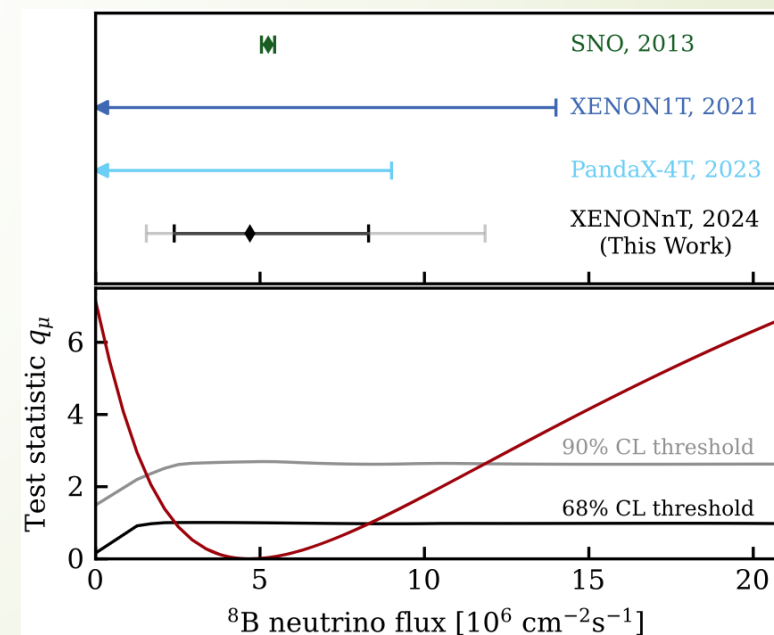 SNO, 2013
XENON1T, 2021
PandaX-4T, 2023
XENONnT, 2024
(This Work)
Test statistic qμ
6
4
2
0
90% CL threshold
68% CL threshold
0 5 10 15 20
⁸B neutrino flux [10⁶ cm⁻²s⁻¹]